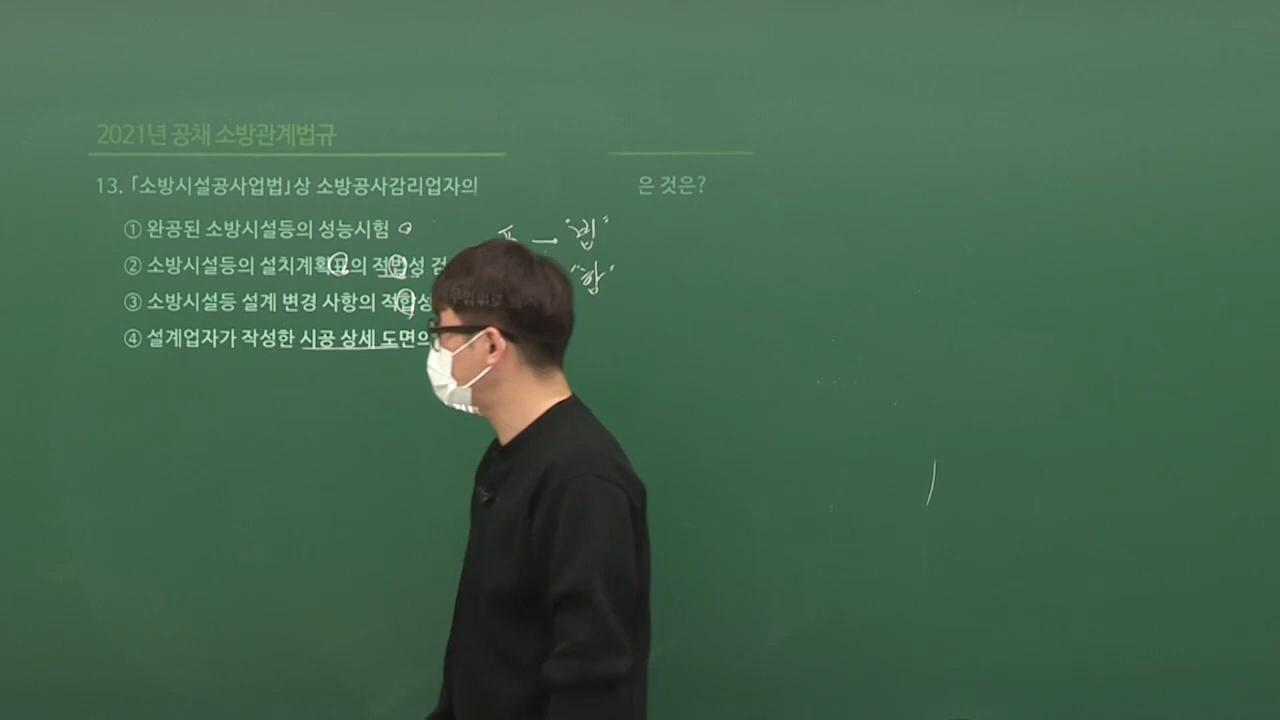 2021년 공채 소방관계법규
13. 「소방시설공사업법」상 소방공사감리업자의 은 것은?
① 완공된 소방시설등의 성능시험
"법"
② 소방시설등의 설치계획표의 적법성 검
"합"
③ 소방시설등 설계 변경 사항의 적합성
④ 설계업자가 작성한 시공 상세 도면의